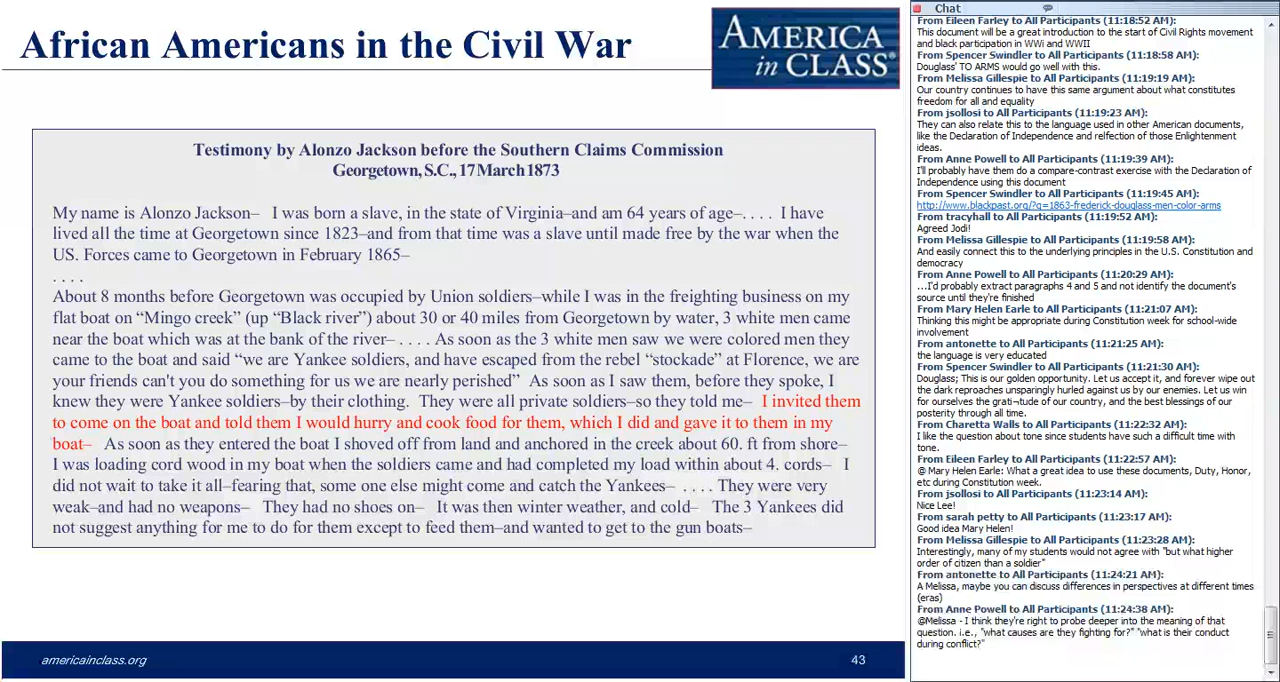 African Americans in the Civil War
AMERICA
in CLASS®
Testimony by Alonzo Jackson before the Southern Claims Commission
Georgetown, S.C., 17 March 1873
My name is Alonzo Jackson– I was born a slave, in the state of Virginia–and am 64 years of age–. . . . I have
lived all the time at Georgetown since 1823–and from that time was a slave until made free by the war when the
US. Forces came to Georgetown in February 1865–
. . . .
About 8 months before Georgetown was occupied by Union soldiers–while I was in the freighting business on my
flat boat on “Mingo creek” (up “Black river”) about 30 or 40 miles from Georgetown by water, 3 white men came
near the boat which was at the bank of the river– . . . . As soon as the 3 white men saw we were colored men they
came to the boat and said “we are Yankee soldiers, and have escaped from the rebel “stockade” at Florence, we are
your friends can't you do something for us we are nearly perished” As soon as I saw them, before they spoke, I
knew they were Yankee soldiers–by their clothing. They were all private soldiers–so they told me– I invited them
to come on the boat and told them I would hurry and cook food for them, which I did and gave it to them in my
boat– As soon as they entered the boat I shoved off from land and anchored in the creek about 60. ft from shore–
I was loading cord wood in my boat when the soldiers came and had completed my load within about 4. cords– I
did not wait to take it all–fearing that, some one else might come and catch the Yankees– . . . . They were very
weak–and had no weapons– They had no shoes on– It was then winter weather, and cold– The 3 Yankees did
not suggest anything for me to do for them except to feed them–and wanted to get to the gun boats–
americainclass.org
43
Chat
From Eileen Farley to All Participants (11:18:52 AM):
This document will be a great introduction to the start of Civil Rights movement
and black participation in WWi and WWII
From Spencer Swindler to All Participants (11:18:58 AM):
Douglass' TO ARMS would go well with this.
From Melissa Gillespie to All Participants (11:19:19 AM):
Our country continues to have this same argument about what constitutes
freedom for all and equality
From jsollosi to All Participants (11:19:23 AM):
They can also relate this to the language used in other American documents,
like the Declaration of Independence and relfection of those Enlightenment
ideas.
From Anne Powell to All Participants (11:19:39 AM):
I'll probably have them do a compare-contrast exercise with the Declaration of
Independence using this document
From Spencer Swindler to All Participants (11:19:45 AM):
http://www.blackpast.org/?q=1863-frederick-douglass-men-color-arms
From tracyhall to All Participants (11:19:52 AM):
Agreed Jodi!
From Melissa Gillespie to All Participants (11:19:58 AM):
And easily connect this to the underlying principles in the U.S. Constitution and
democracy
From Anne Powell to All Participants (11:20:29 AM):
...I'd probably extract paragraphs 4 and 5 and not identify the document's
source until they're finished
From Mary Helen Earle to All Participants (11:21:07 AM):
Thinking this might be appropriate during Constitution week for school-wide
involvement
From antonette to All Participants (11:21:25 AM):
the language is very educated
From Spencer Swindler to All Participants (11:21:30 AM):
Douglass; This is our golden opportunity. Let us accept it, and forever wipe out
the dark reproaches unsparingly hurled against us by our enemies. Let us win
for ourselves the grati¬tude of our country, and the best blessings of our
posterity through all time.
From Charetta Walls to All Participants (11:22:32 AM):
I like the question about tone since students have such a difficult time with
tone.
From Eileen Farley to All Participants (11:22:57 AM):
@ Mary Helen Earle: What a great idea to use these documents, Duty, Honor,
etc during Constitution week.
From jsollosi to All Participants (11:23:14 AM):
Nice Lee!
From sarah petty to All Participants (11:23:17 AM):
Good idea Mary Helen!
From Melissa Gillespie to All Participants (11:23:28 AM):
Interestingly, many of my students would not agree with "but what higher
order of citizen than a soldier"
From antonette to All Participants (11:24:21 AM):
A Melissa, maybe you can discuss differences in perspectives at different times
(eras)
From Anne Powell to All Participants (11:24:38 AM):
@Melissa - I think they're right to probe deeper into the meaning of that
question. i.e., "what causes are they fighting for?" "what is their conduct
during conflict?"